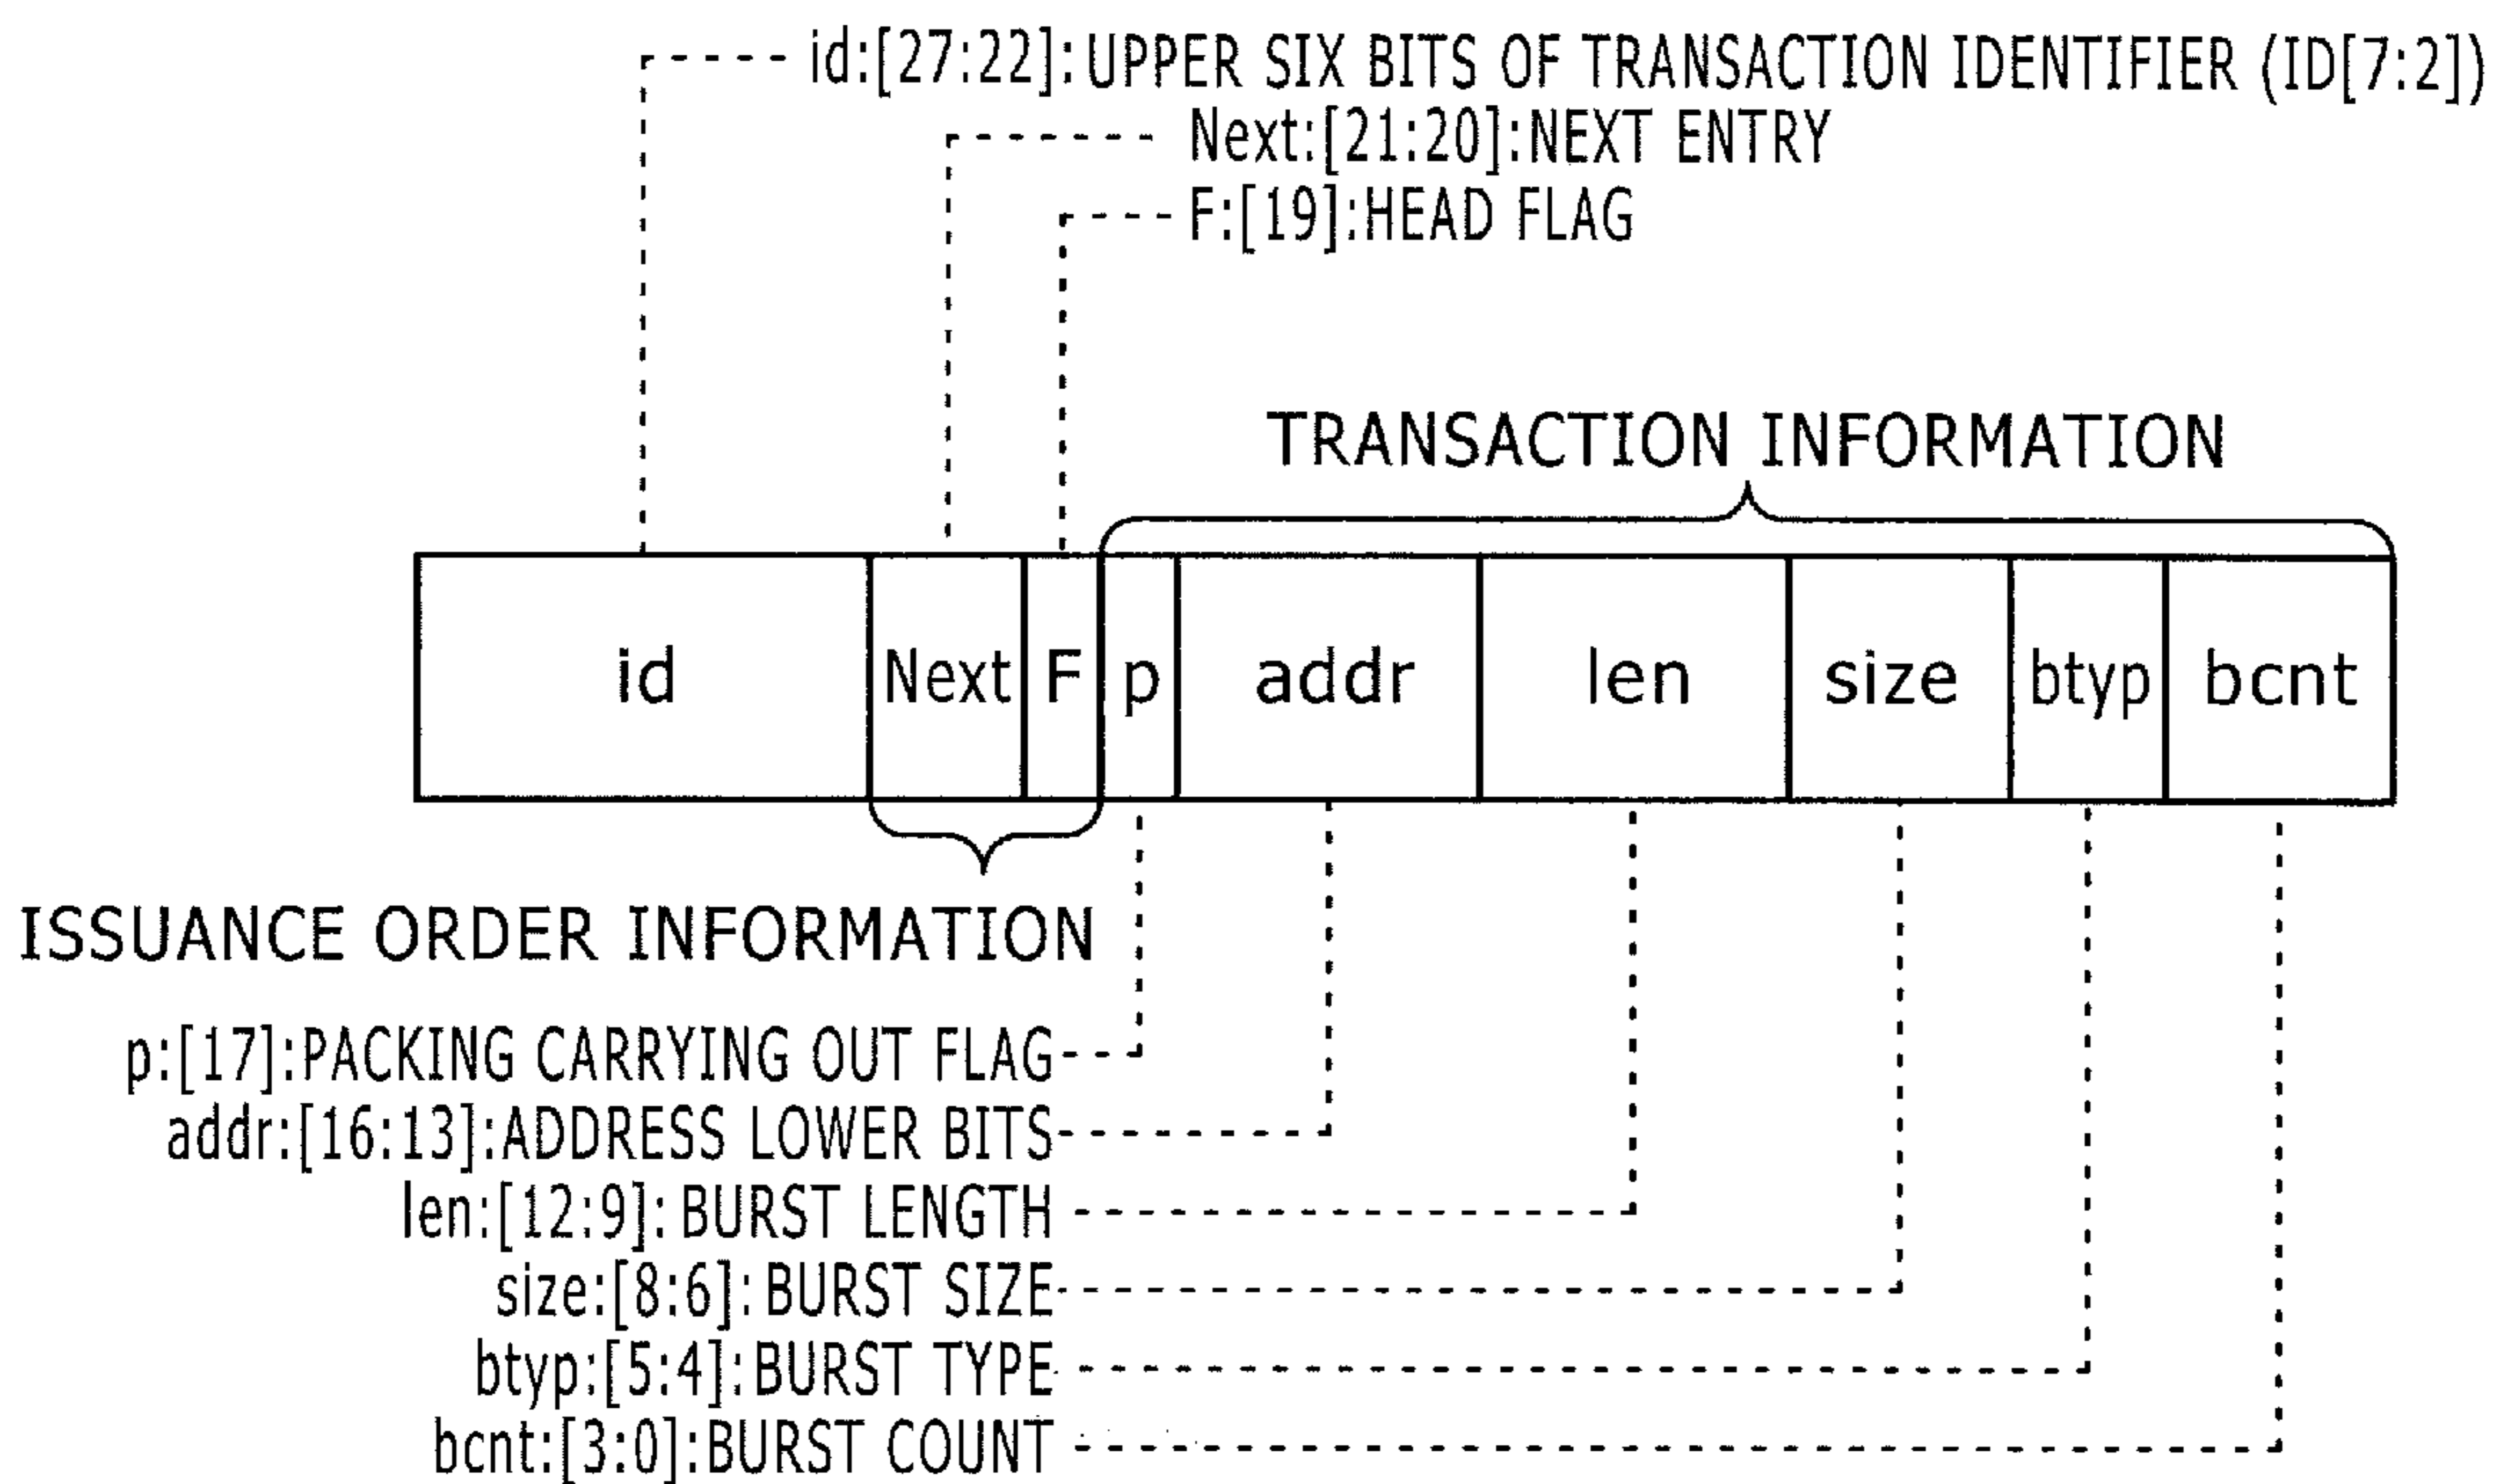 id:[27:22]:UPPER SIX BITS OF TRANSACTION IDENTIFIER (ID[7:2])
Next:[21:20]:NEXT ENTRY
F:[19]:HEAD FLAG
TRANSACTION INFORMATION
id Next F p addr len size btyp bcnt
ISSUANCE ORDER INFORMATION
p:[17]:PACKING CARRYING OUT FLAG
addr:[16:13]:ADDRESS LOWER BITS
len:[12:9]:BURST LENGTH
size:[8:6]:BURST SIZE
btyp:[5:4]:BURST TYPE
bcnt:[3:0]:BURST COUNT